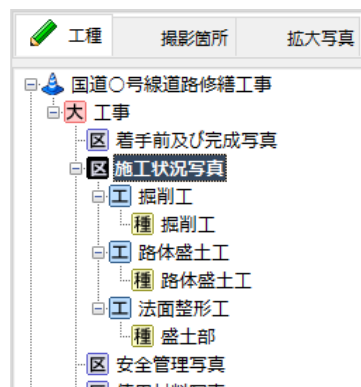 工種 撮影箇所 拡大写真
国道○号線道路修繕工事
大 工事
区 着手前及び完成写真
区 施工状況写真
工 掘削工
種 掘削工
工 路体盛土工
種 路体盛土工
工 法面整形工
種 盛土部
区 安全管理写真